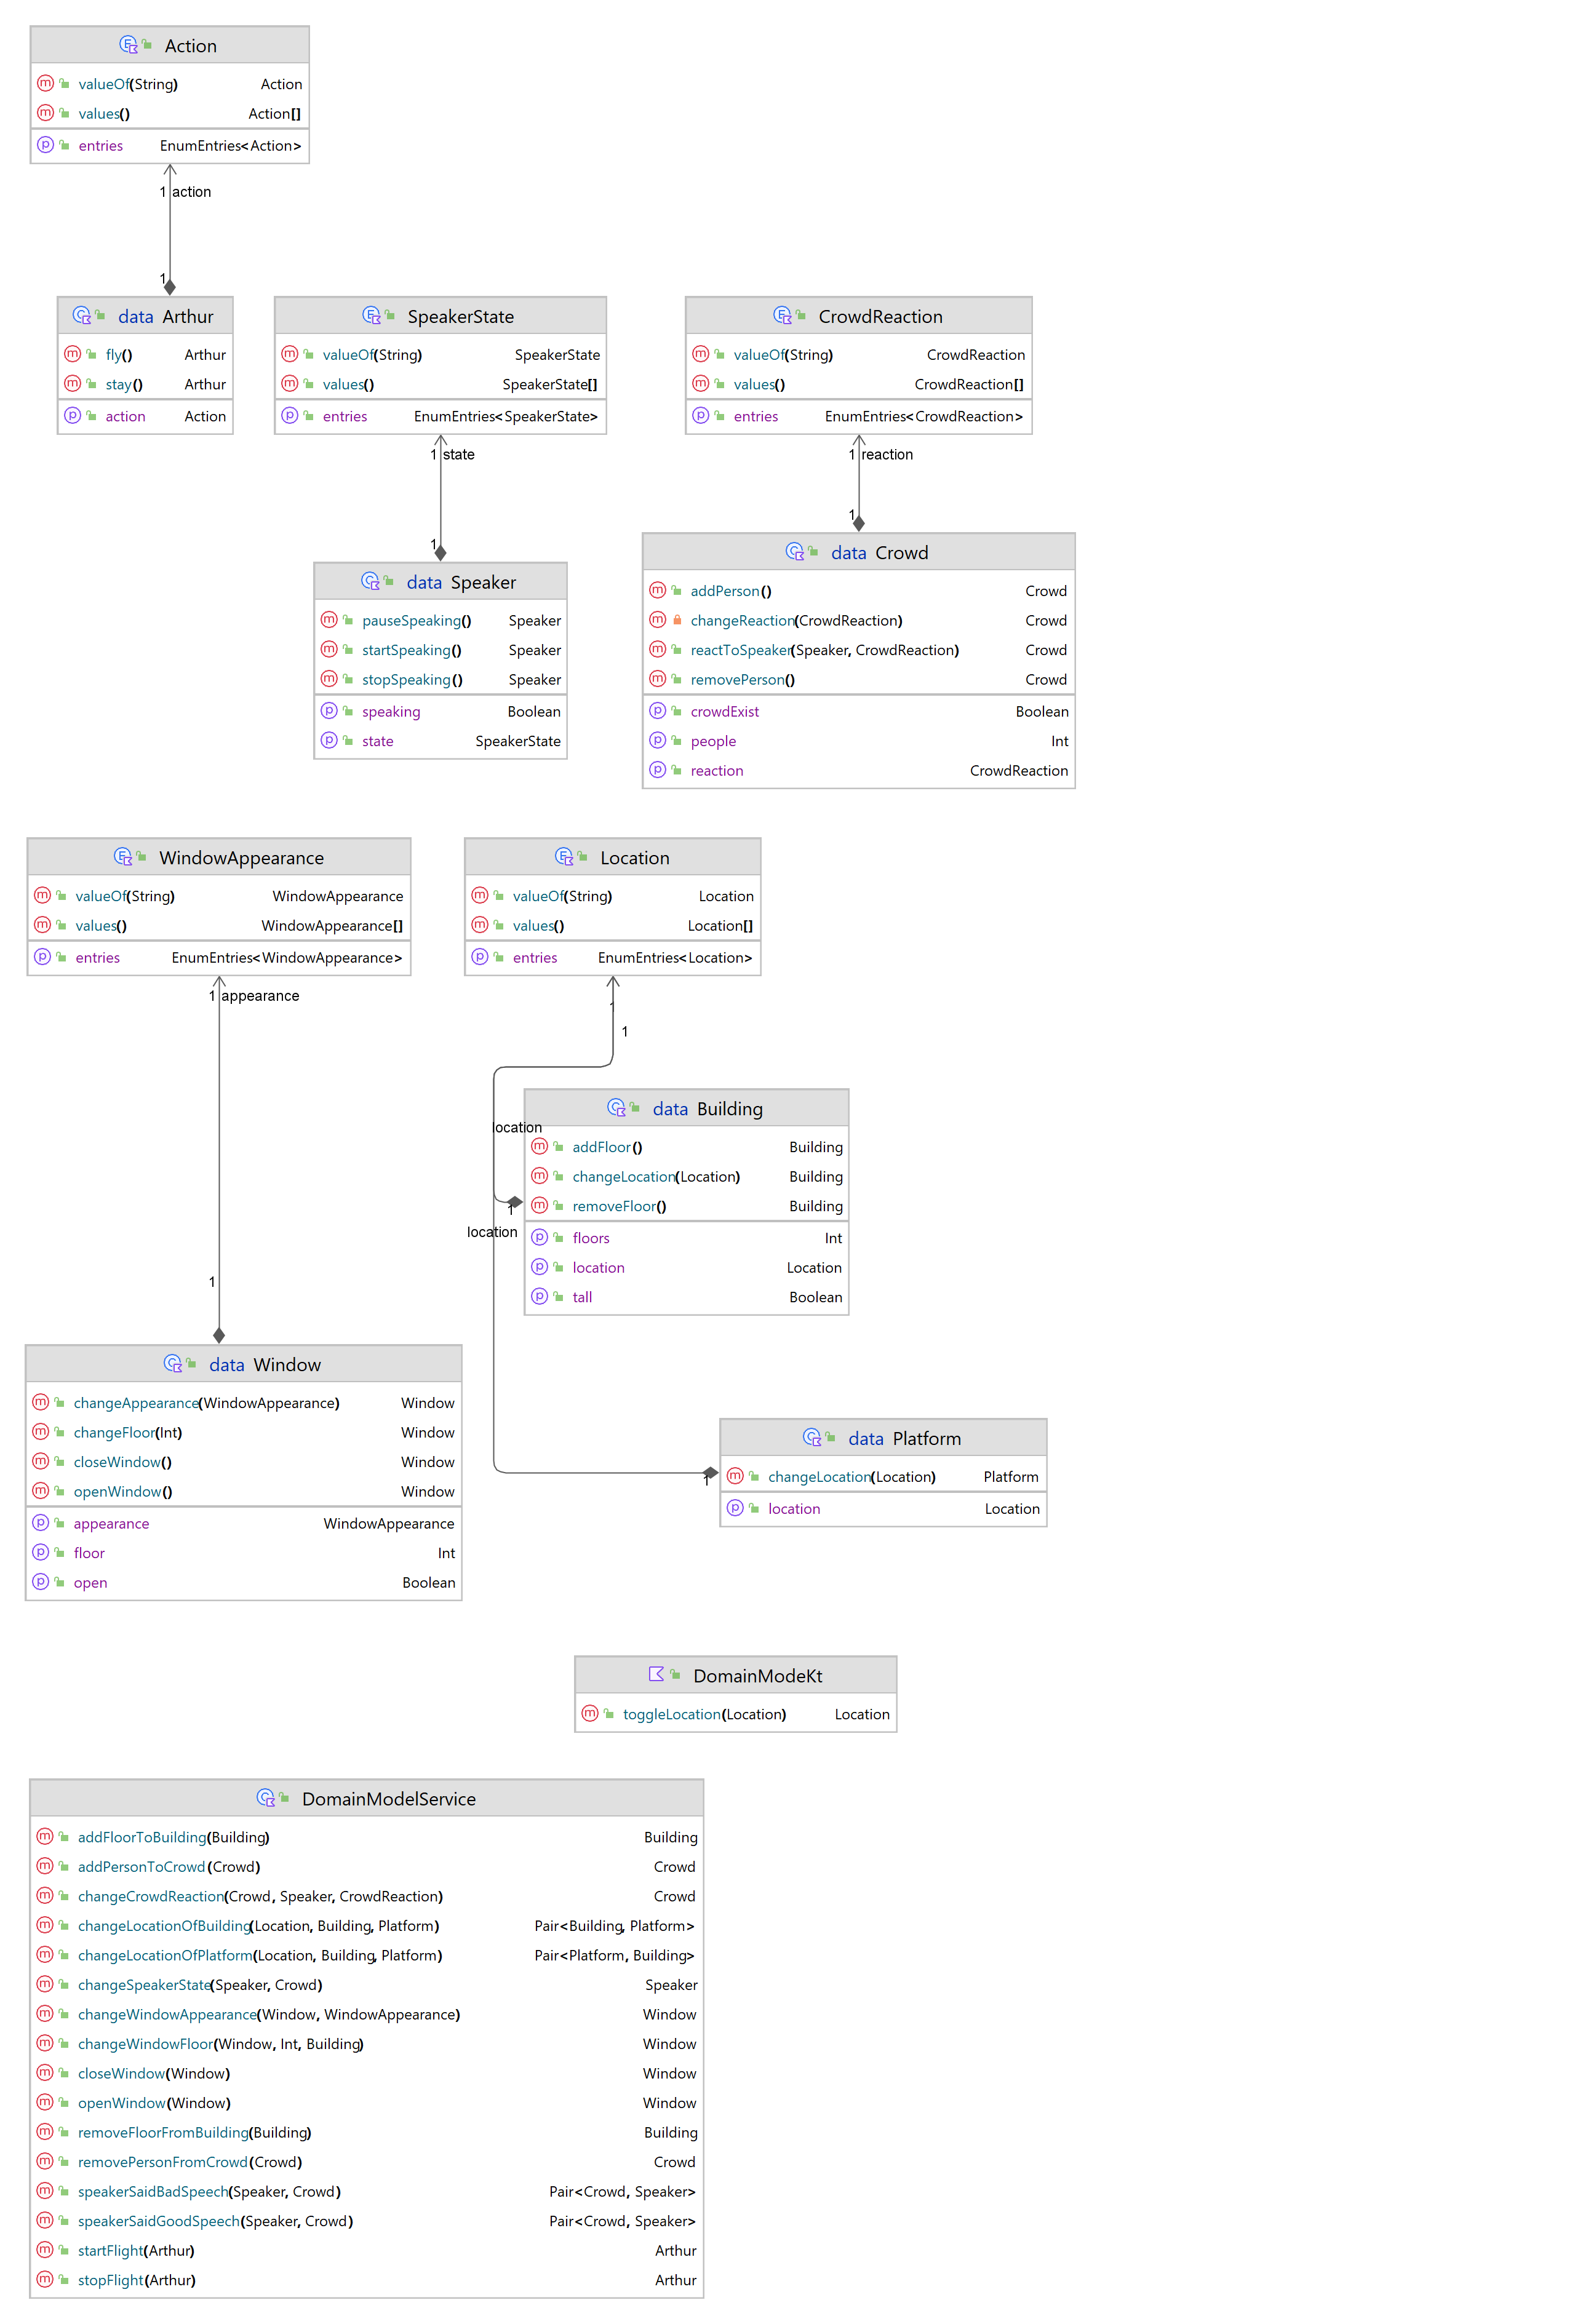 Action
valueOf(String) Action
values() Action[]
entries EnumEntries<Action>
1 action
1
data Arthur
fly() Arthur
stay() Arthur
action Action
SpeakerState
valueOf(String) SpeakerState
values() SpeakerState[]
entries EnumEntries<SpeakerState>
1 state
1
data Speaker
pauseSpeaking() Speaker
startSpeaking() Speaker
stopSpeaking() Speaker
speaking Boolean
state SpeakerState
CrowdReaction
valueOf(String) CrowdReaction
values() CrowdReaction[]
entries EnumEntries<CrowdReaction>
1 reaction
1
data Crowd
addPerson() Crowd
changeReaction(CrowdReaction) Crowd
reactToSpeaker(Speaker, CrowdReaction) Crowd
removePerson() Crowd
crowdExist Boolean
people Int
reaction CrowdReaction
WindowAppearance
valueOf(String) WindowAppearance
values() WindowAppearance[]
entries EnumEntries<WindowAppearance>
1 appearance
1
data Window
changeAppearance(WindowAppearance) Window
changeFloor(Int) Window
closeWindow() Window
openWindow() Window
appearance WindowAppearance
floor Int
open Boolean
Location
valueOf(String) Location
values() Location[]
entries EnumEntries<Location>
1
1
location
1
location
1
data Building
addFloor() Building
changeLocation(Location) Building
removeFloor() Building
floors Int
location Location
tall Boolean
data Platform
changeLocation(Location) Platform
location Location
DomainModeKt
toggleLocation(Location) Location
DomainModelService
addFloorToBuilding(Building) Building
addPersonToCrowd(Crowd) Crowd
changeCrowdReaction(Crowd, Speaker, CrowdReaction) Crowd
changeLocationOfBuilding(Location, Building, Platform) Pair<Building, Platform>
changeLocationOfPlatform(Location, Building, Platform) Pair<Platform, Building>
changeSpeakerState(Speaker, Crowd) Speaker
changeWindowAppearance(Window, WindowAppearance) Window
changeWindowFloor(Window, Int, Building) Window
closeWindow(Window) Window
openWindow(Window) Window
removeFloorFromBuilding(Building) Building
removePersonFromCrowd(Crowd) Crowd
speakerSaidBadSpeech(Speaker, Crowd) Pair<Crowd, Speaker>
speakerSaidGoodSpeech(Speaker, Crowd) Pair<Crowd, Speaker>
startFlight(Arthur) Arthur
stopFlight(Arthur) Arthur